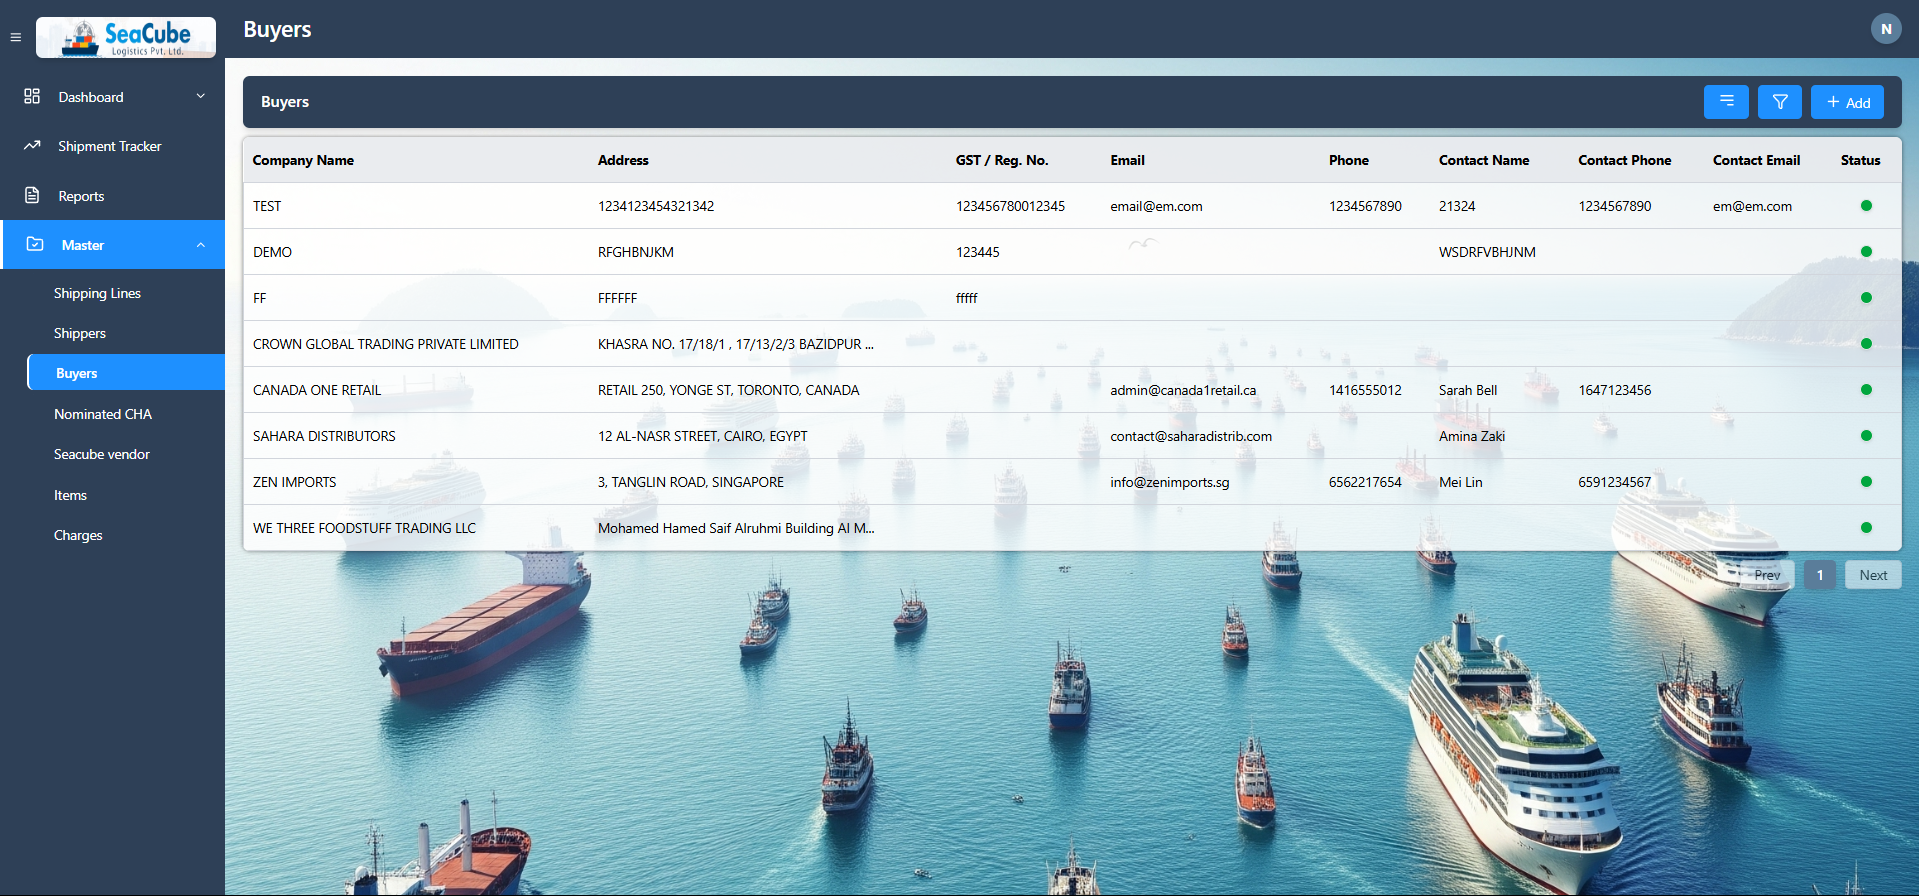 SeaCube
Logistics Pvt. Ltd.
Buyers
N
Dashboard
Shipment Tracker
Reports
Master
Shipping Lines
Shippers
Buyers
Nominated CHA
Seacube vendor
Items
Charges
Buyers
+ Add
Company Name Address GST / Reg. No. Email Phone Contact Name Contact Phone Contact Email Status
TEST 1234123454321342 123456780012345 email@em.com 1234567890 21324 1234567890 em@em.com
DEMO RFGHBNJKM 123445 WSDRFVBHJNM
FF FFFFFF fffff
CROWN GLOBAL TRADING PRIVATE LIMITED KHASRA NO. 17/18/1 , 17/13/2/3 BAZIDPUR ...
CANADA ONE RETAIL RETAIL 250, YONGE ST, TORONTO, CANADA admin@canada1retail.ca 1416555012 Sarah Bell 1647123456
SAHARA DISTRIBUTORS 12 AL-NASR STREET, CAIRO, EGYPT contact@saharadistrib.com Amina Zaki
ZEN IMPORTS 3, TANGLIN ROAD, SINGAPORE info@zenimports.sg 6562217654 Mei Lin 6591234567
WE THREE FOODSTUFF TRADING LLC Mohamed Hamed Saif Alruhmi Building Al M...
Prev 1 Next